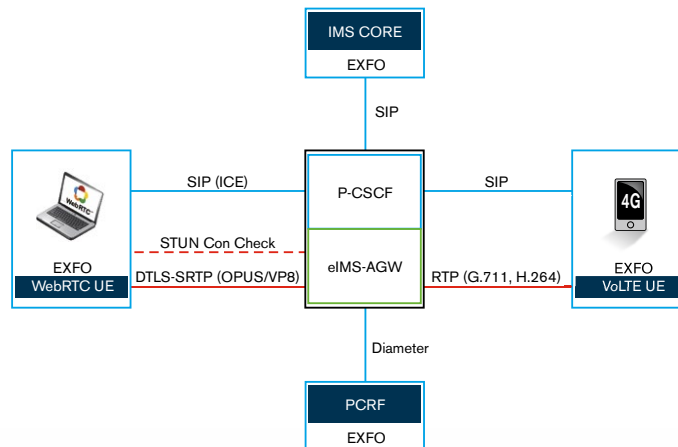 IMS CORE
EXFO
SIP
SIP (ICE)
P-CSCF
SIP
WebRTC
4G
STUN Con Check
EXFO
DTLS-SRTP (OPUS/VP8)
eIMS-AGW
RTP (G.711, H.264)
EXFO
WebRTC UE
VoLTE UE
Diameter
PCRF
EXFO